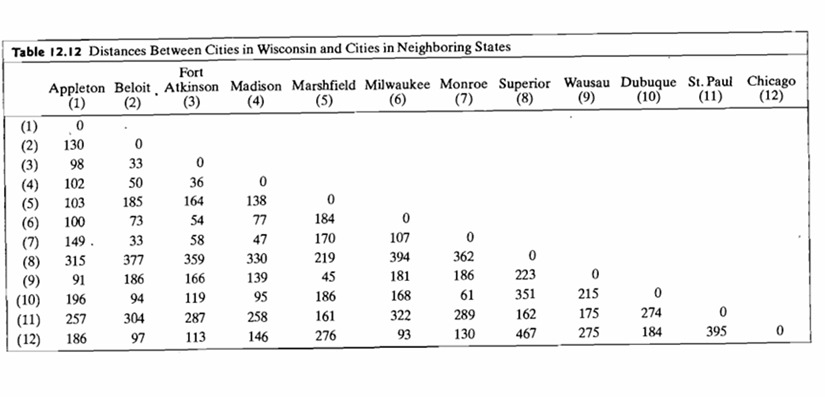 Table 12.12 Distances Between Cities in Wisconsin and Cities in Neighboring States
Fort
Appleton Beloit Atkinson Madison Marshfield Milwaukee Monroe Superior Wausau Dubuque St. Paul Chicago
(1) (2) (3) (4) (5) (6) (7) (8) (9) (10) (11) (12)
(1) 0
(2) 130 0
(3) 98 33 0
(4) 102 50 36 0
(5) 103 185 164 138 0
(6) 100 73 54 77 184 0
(7) 149 33 58 47 170 107 0
(8) 315 377 359 330 219 394 362 0
(9) 91 186 166 139 45 181 186 223 0
(10) 196 94 119 95 186 168 61 351 215 0
(11) 257 304 287 258 161 322 289 162 175 274 0
(12) 186 97 113 146 276 93 130 467 275 184 395 0